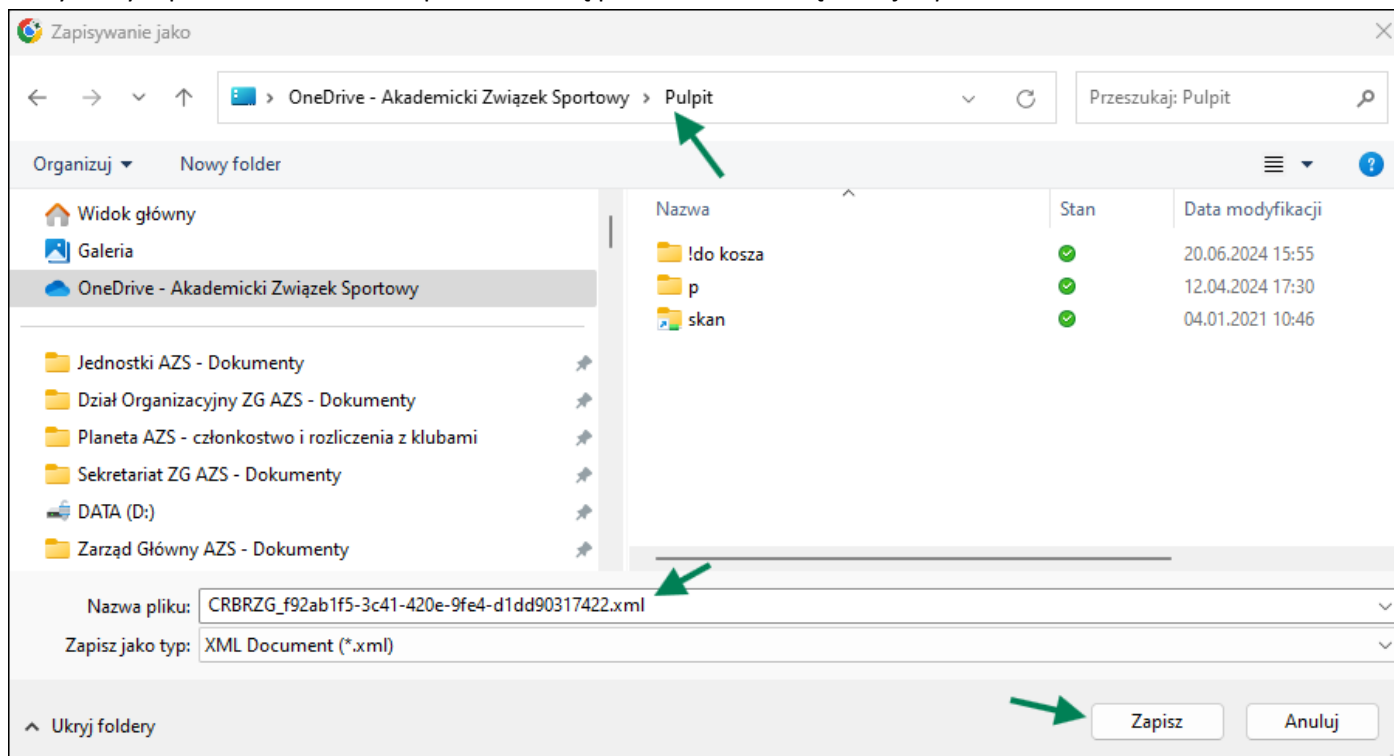 Zapisywanie jako
OneDrive - Akademicki Związek Sportowy > Pulpit
Przeszukaj: Pulpit
Organizuj
Nowy folder
Widok główny
Galeria
OneDrive - Akademicki Związek Sportowy
Jednostki AZS - Dokumenty
Dział Organizacyjny ZG AZS - Dokumenty
Planeta AZS - członkostwo i rozliczenia z klubami
Sekretariat ZG AZS - Dokumenty
DATA (D:)
Zarząd Główny AZS - Dokumenty
Nazwa Stan Data modyfikacji
!do kosza 20.06.2024 15:55
p 12.04.2024 17:30
skan 04.01.2021 10:46
Nazwa pliku: CRBRZG_f92ab1f5-3c41-420e-9fe4-d1dd90317422.xml
Zapisz jako typ: XML Document (*.xml)
Ukryj foldery
Zapisz
Anuluj